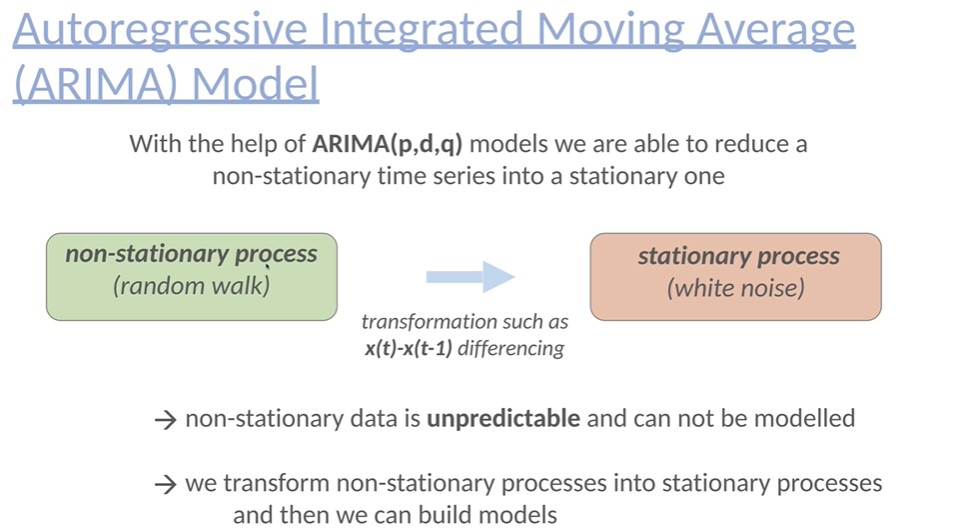 Autoregressive Integrated Moving Average
(ARIMA) Model
With the help of ARIMA(p,d,q) models we are able to reduce a
non-stationary time series into a stationary one
non-stationary process
(random walk)
transformation such as
x(t)-x(t-1) differencing
stationary process
(white noise)
→ non-stationary data is unpredictable and can not be modelled
→ we transform non-stationary processes into stationary processes
and then we can build models